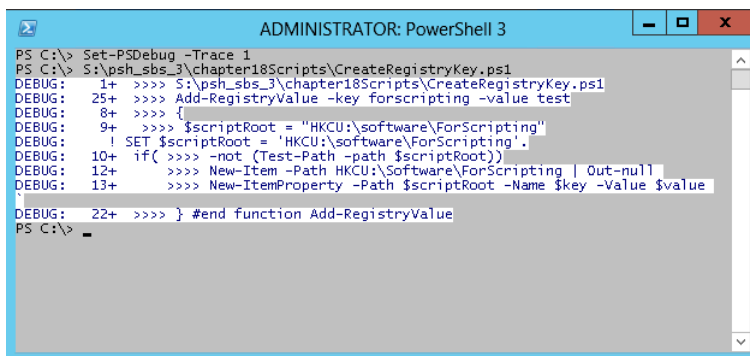 ADMINISTRATOR: PowerShell 3
PS C:\> Set-PSDebug -Trace 1
PS C:\> S:\psh_sbs_3\chapter18Scripts\CreateRegistryKey.ps1
DEBUG:    1+  >>>> S:\psh_sbs_3\chapter18Scripts\CreateRegistryKey.ps1
DEBUG:   25+  >>>> Add-RegistryValue -key forscripting -value test
DEBUG:    8+  >>>> {
DEBUG:    9+   >>>> $scriptRoot = "HKCU:\software\ForScripting"
DEBUG:     ! SET $scriptRoot = 'HKCU:\software\ForScripting'.
DEBUG:   10+  if( >>>> -not (Test-Path -path $scriptRoot))
DEBUG:   12+      >>>> New-Item -Path HKCU:\Software\ForScripting | Out-null
DEBUG:   13+      >>>> New-ItemProperty -Path $scriptRoot -Name $key -Value $value
`
DEBUG:   22+  >>>> } #end function Add-RegistryValue
PS C:\> _